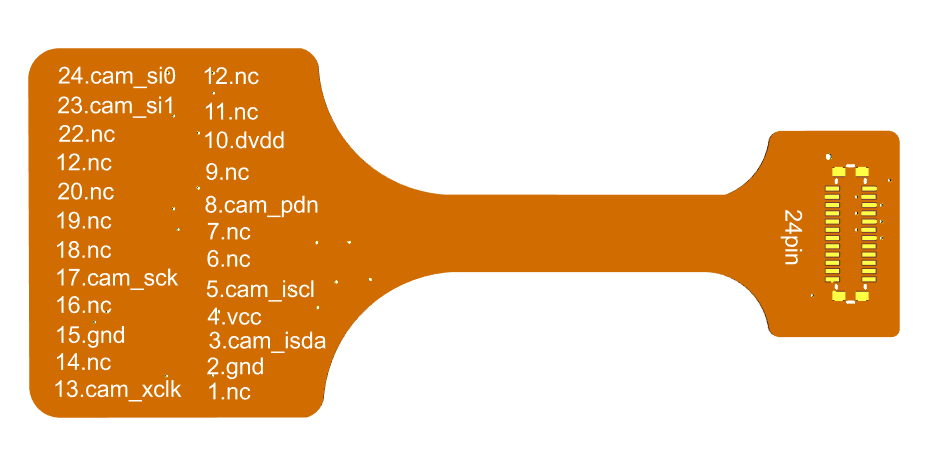 24.cam_si0
23.cam_si1
22.nc
12.nc
20.nc
19.nc
18.nc
17.cam_sck
16.nc
15.gnd
14.nc
13.cam_xclk
12.nc
11.nc
10.dvdd
9.nc
8.cam_pdn
7.nc
6.nc
5.cam_iscl
4.vcc
3.cam_isda
2.gnd
1.nc
24pin